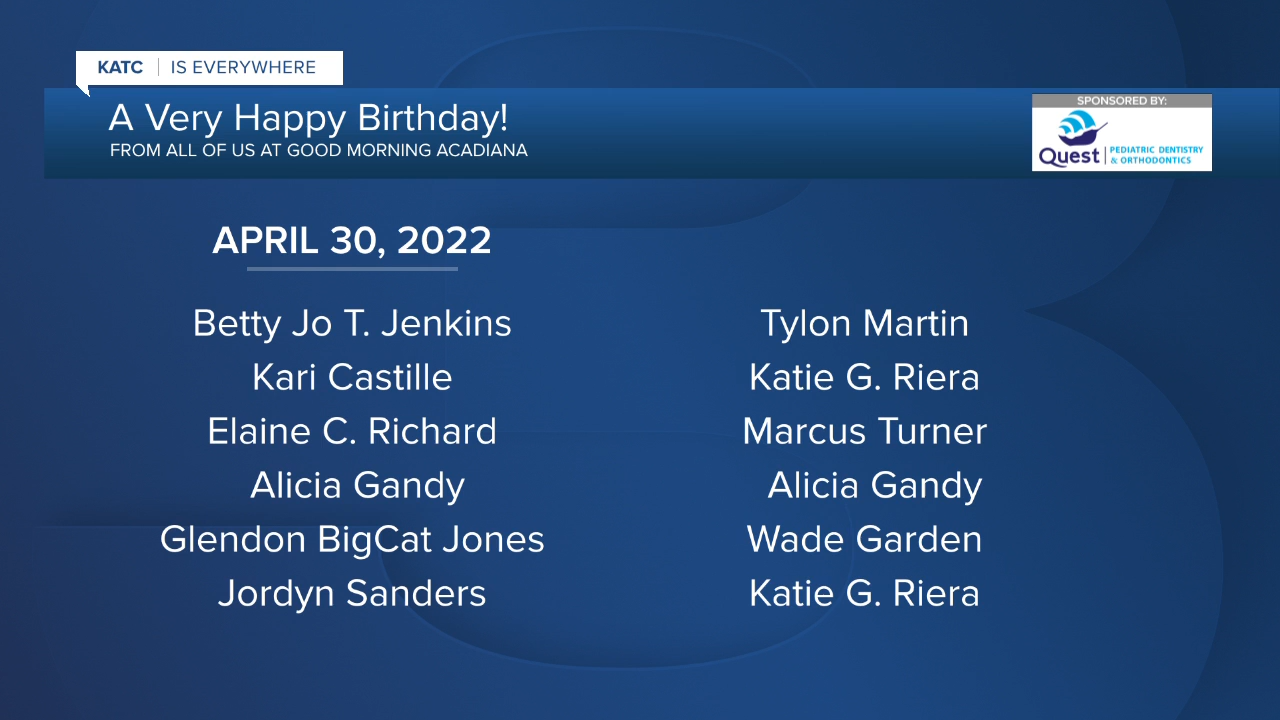 KATC | IS EVERYWHERE
A Very Happy Birthday!
FROM ALL OF US AT GOOD MORNING ACADIANA
SPONSORED BY:
Quest | PEDIATRIC DENTISTRY
& ORTHODONTICS
APRIL 30, 2022
Betty Jo T. Jenkins
Kari Castille
Elaine C. Richard
Alicia Gandy
Glendon BigCat Jones
Jordyn Sanders
Tylon Martin
Katie G. Riera
Marcus Turner
Alicia Gandy
Wade Garden
Katie G. Riera